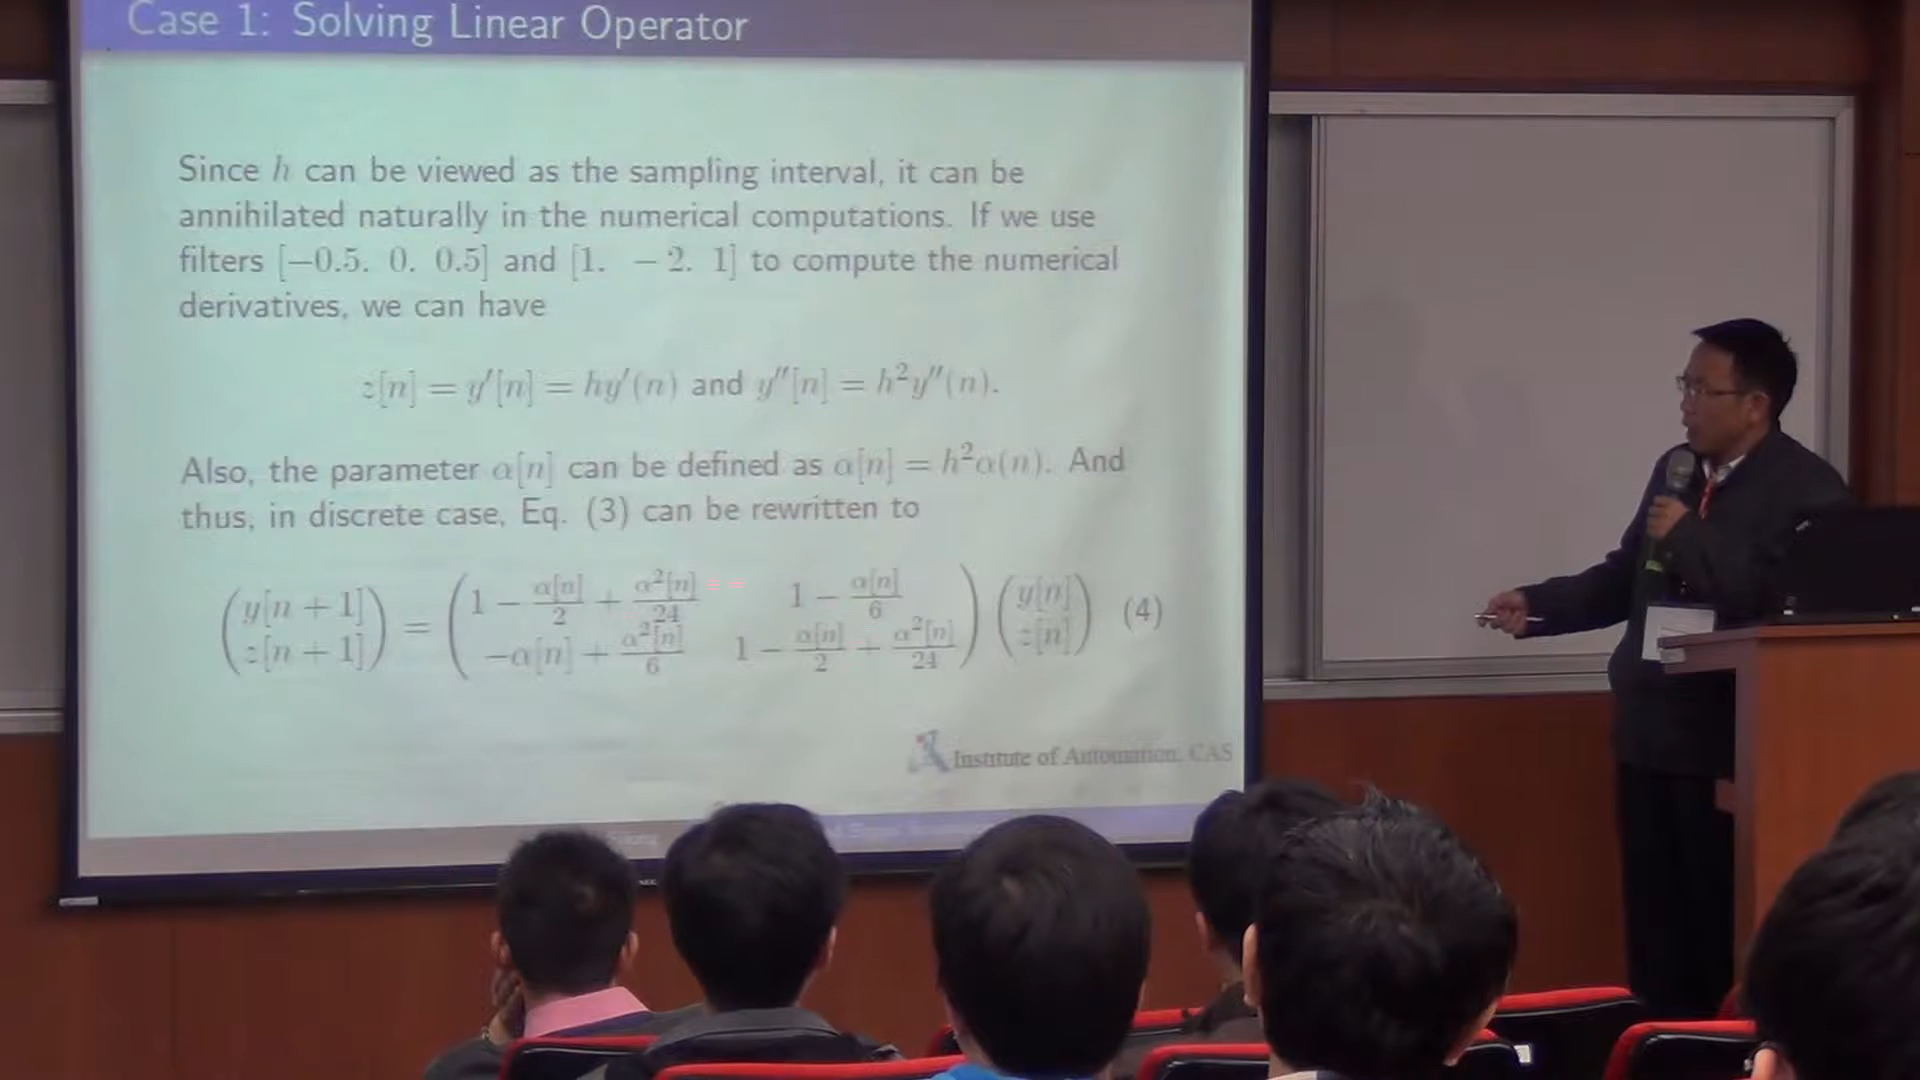 Case 1: Solving Linear Operator
Since h can be viewed as the sampling interval, it can be
annihilated naturally in the numerical computations. If we use
filters [−0.5. 0. 0.5] and [1. − 2. 1] to compute the numerical
derivatives, we can have
z[n] = y′[n] = hy′(n) and y″[n] = h²y″(n).
Also, the parameter α[n] can be defined as α[n] = h²α(n). And
thus, in discrete case, Eq. (3) can be rewritten to
(y[n + 1]; z[n + 1]) = (1 − α[n]/2 + α²[n]/24, 1 − α[n]/6; −α[n] + α²[n]/6, 1 − α[n]/2 + α²[n]/24) (y[n]; z[n]) (4)
Institute of Automation, CAS